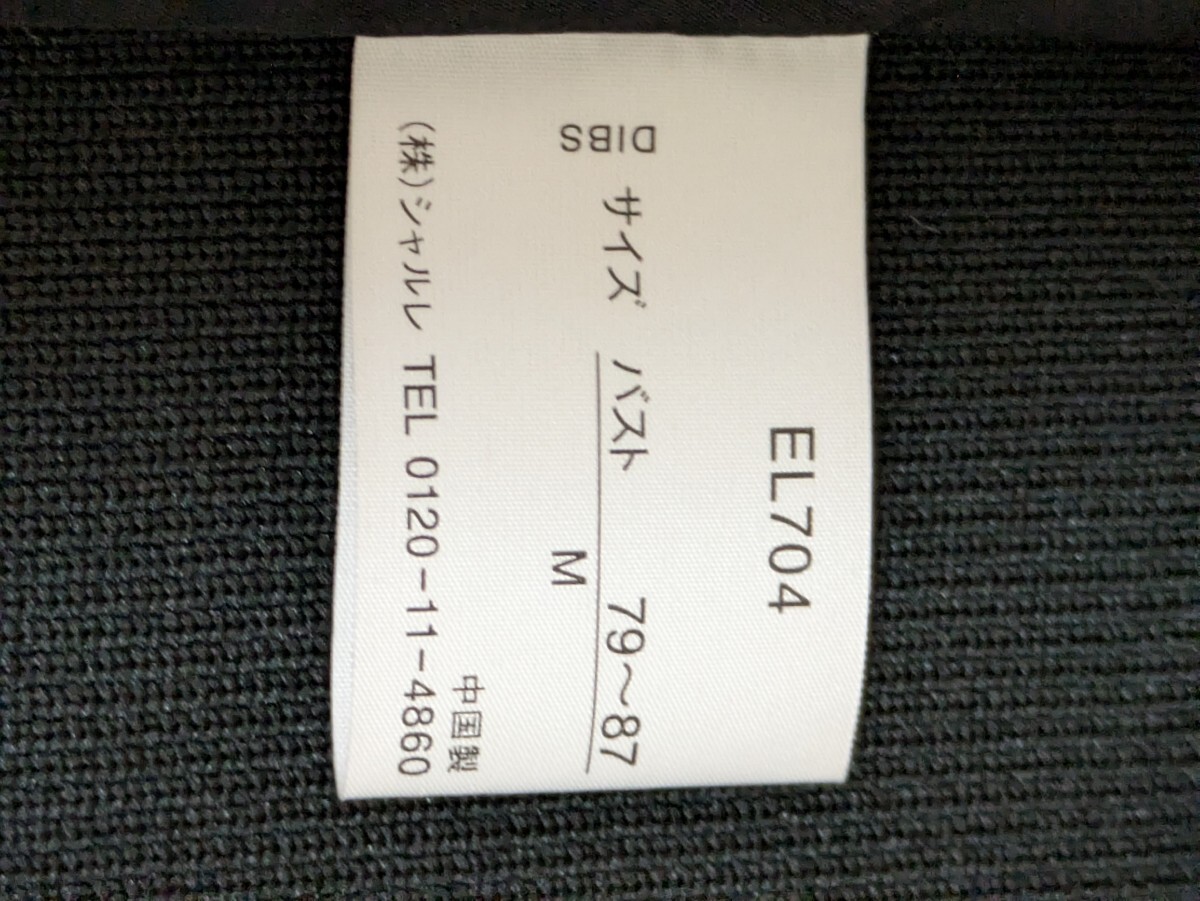 EL704
サイズ バスト 79～87
M
DIBS
中国製
(株)シャルレ TEL 0120-11-4860